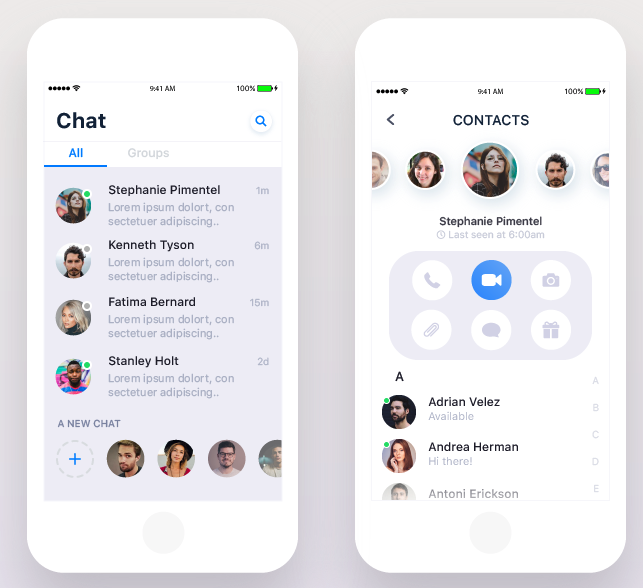 9:41 AM
100%
Chat
All
Groups
Stephanie Pimentel
1m
Lorem ipsum dolort, con
sectetuer adipiscing..
Kenneth Tyson
6m
Lorem ipsum dolort, con
sectetuer adipiscing..
Fatima Bernard
15m
Lorem ipsum dolort, con
sectetuer adipiscing..
Stanley Holt
2d
Lorem ipsum dolort, con
sectetuer adipiscing..
A NEW CHAT
9:41 AM
100%
CONTACTS
Stephanie Pimentel
Last seen at 6:00am
A
Adrian Velez
Available
Andrea Herman
Hi there!
Antoni Erickson
A
B
C
D
E